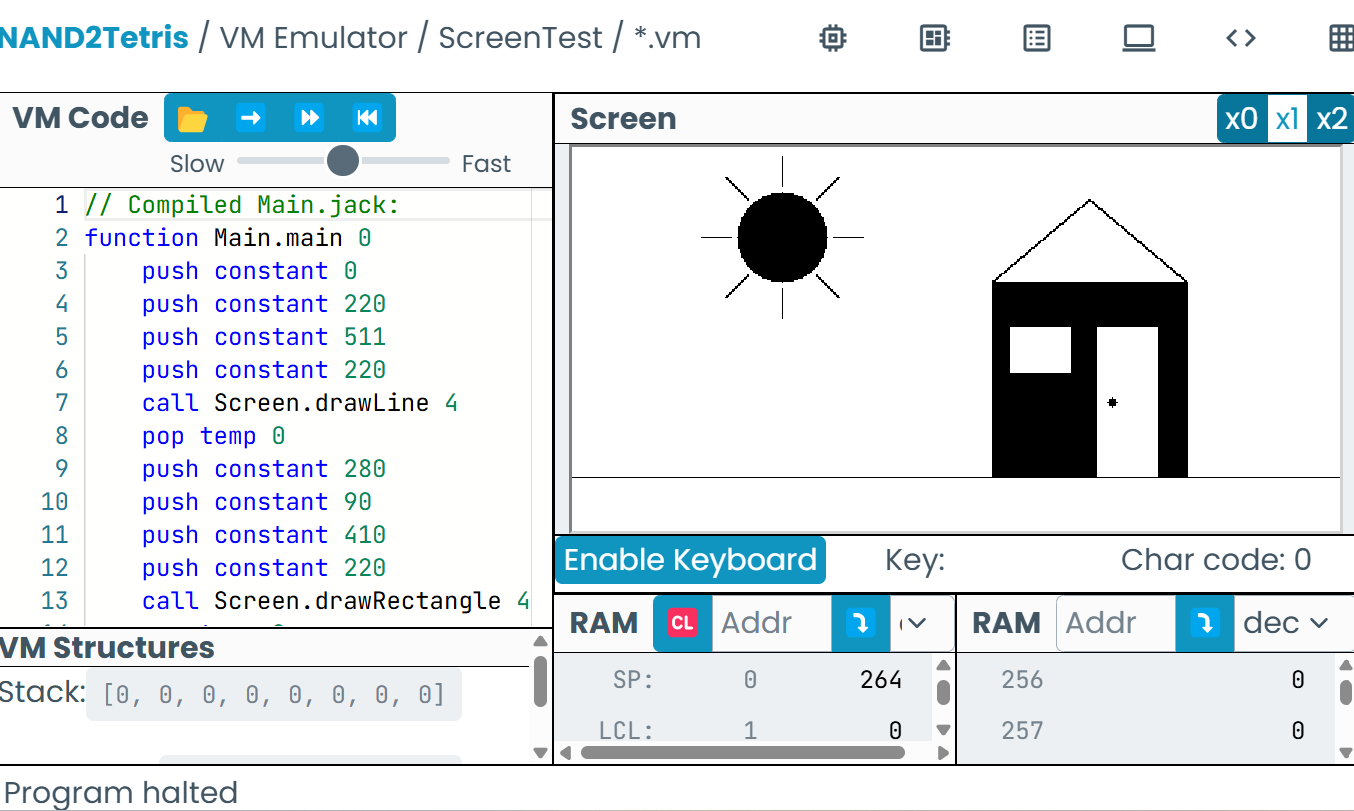 NAND2Tetris / VM Emulator / ScreenTest / *.vm
VM Code
Slow Fast
1 // Compiled Main.jack:
2 function Main.main 0
3 push constant 0
4 push constant 220
5 push constant 511
6 push constant 220
7 call Screen.drawLine 4
8 pop temp 0
9 push constant 280
10 push constant 90
11 push constant 410
12 push constant 220
13 call Screen.drawRectangle 4
VM Structures
Stack: [0, 0, 0, 0, 0, 0, 0, 0]
Screen x0 x1 x2
Enable Keyboard Key: Char code: 0
RAM CL Addr
SP: 0 264
LCL: 1 0
RAM Addr dec
256 0
257 0
Program halted